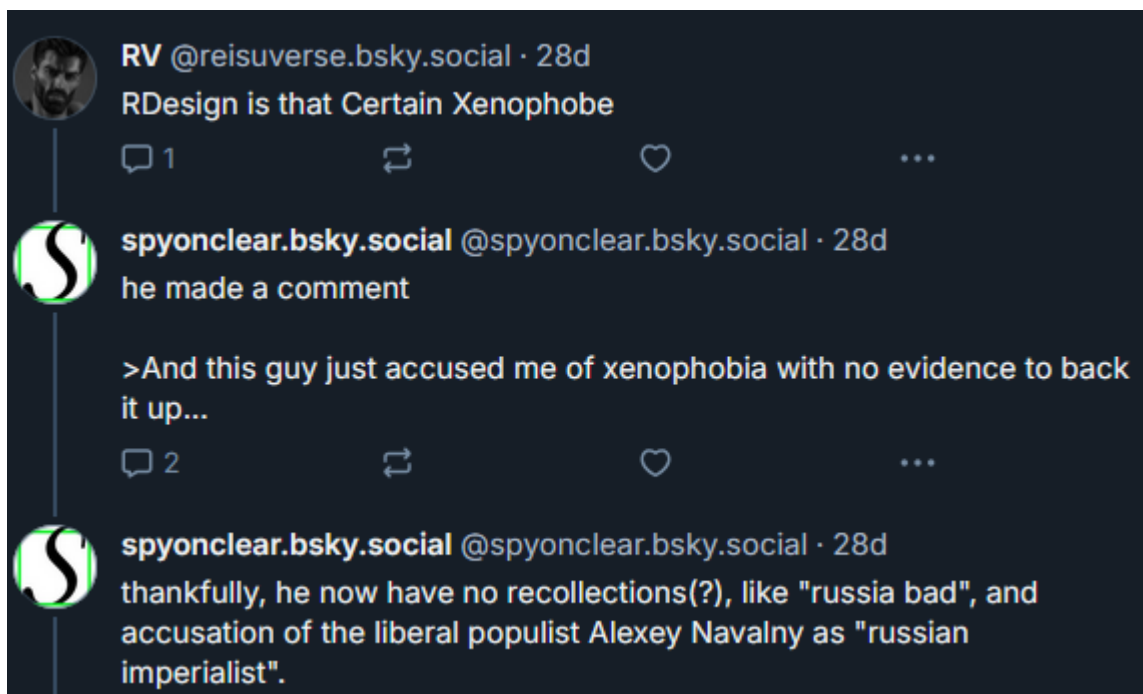 RV @reisuverse.bsky.social · 28d
RDesign is that Certain Xenophobe
1
spyonclear.bsky.social @spyonclear.bsky.social · 28d
he made a comment
>And this guy just accused me of xenophobia with no evidence to back
it up...
2
spyonclear.bsky.social @spyonclear.bsky.social · 28d
thankfully, he now have no recollections(?), like "russia bad", and
accusation of the liberal populist Alexey Navalny as "russian
imperialist".